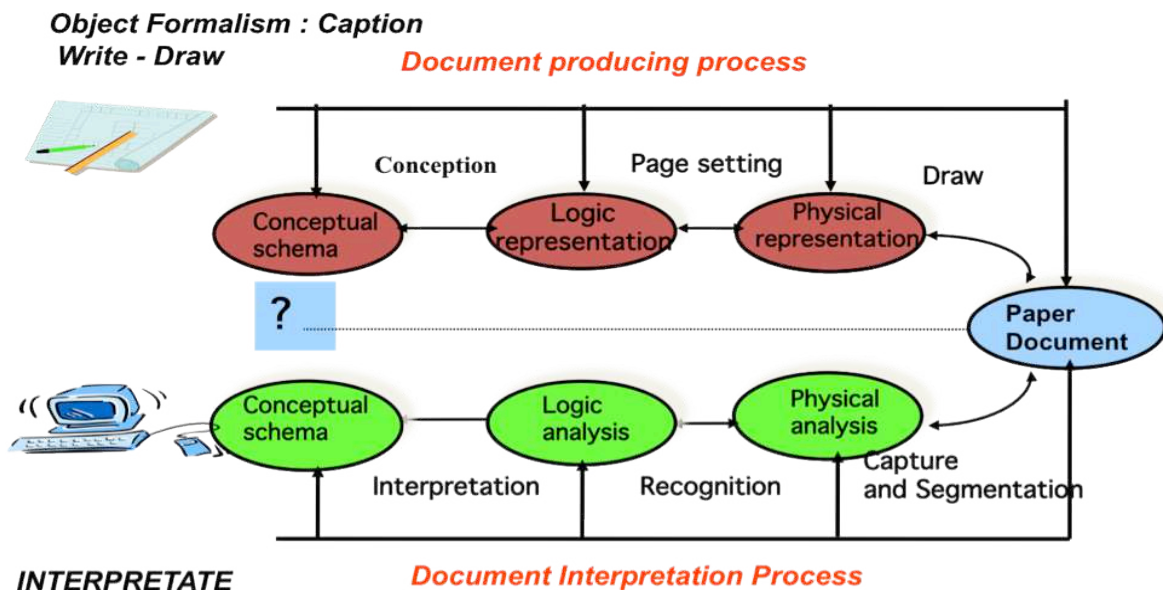 Object Formalism : Caption
Write - Draw
Document producing process
Conception
Page setting
Draw
Conceptual
schema
Logic
representation
Physical
representation
?
Paper
Document
Conceptual
schema
Logic
analysis
Physical
analysis
Interpretation
Recognition
Capture
and Segmentation
INTERPRETATE
Document Interpretation Process